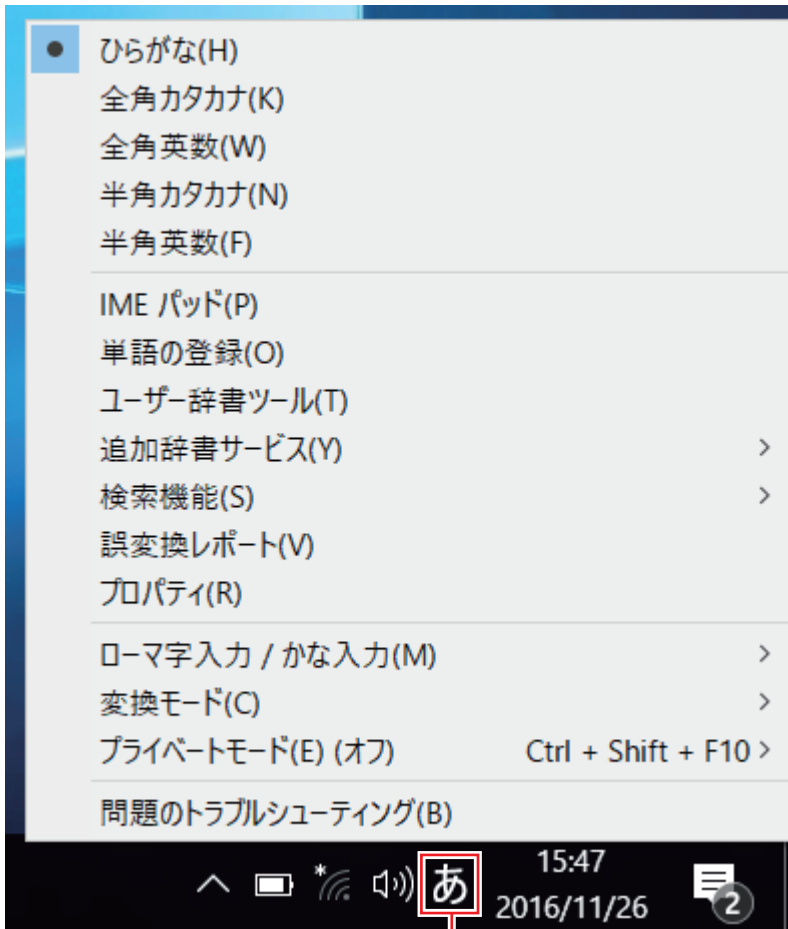 ひらがな(H)
全角カタカナ(K)
全角英数(W)
半角カタカナ(N)
半角英数(F)
IME パッド(P)
単語の登録(O)
ユーザー辞書ツール(T)
追加辞書サービス(Y)
検索機能(S)
誤変換レポート(V)
プロパティ(R)
ローマ字入力 / かな入力(M)
変換モード(C)
プライベートモード(E) (オフ) Ctrl + Shift + F10
問題のトラブルシューティング(B)
あ
15:47
2016/11/26
2